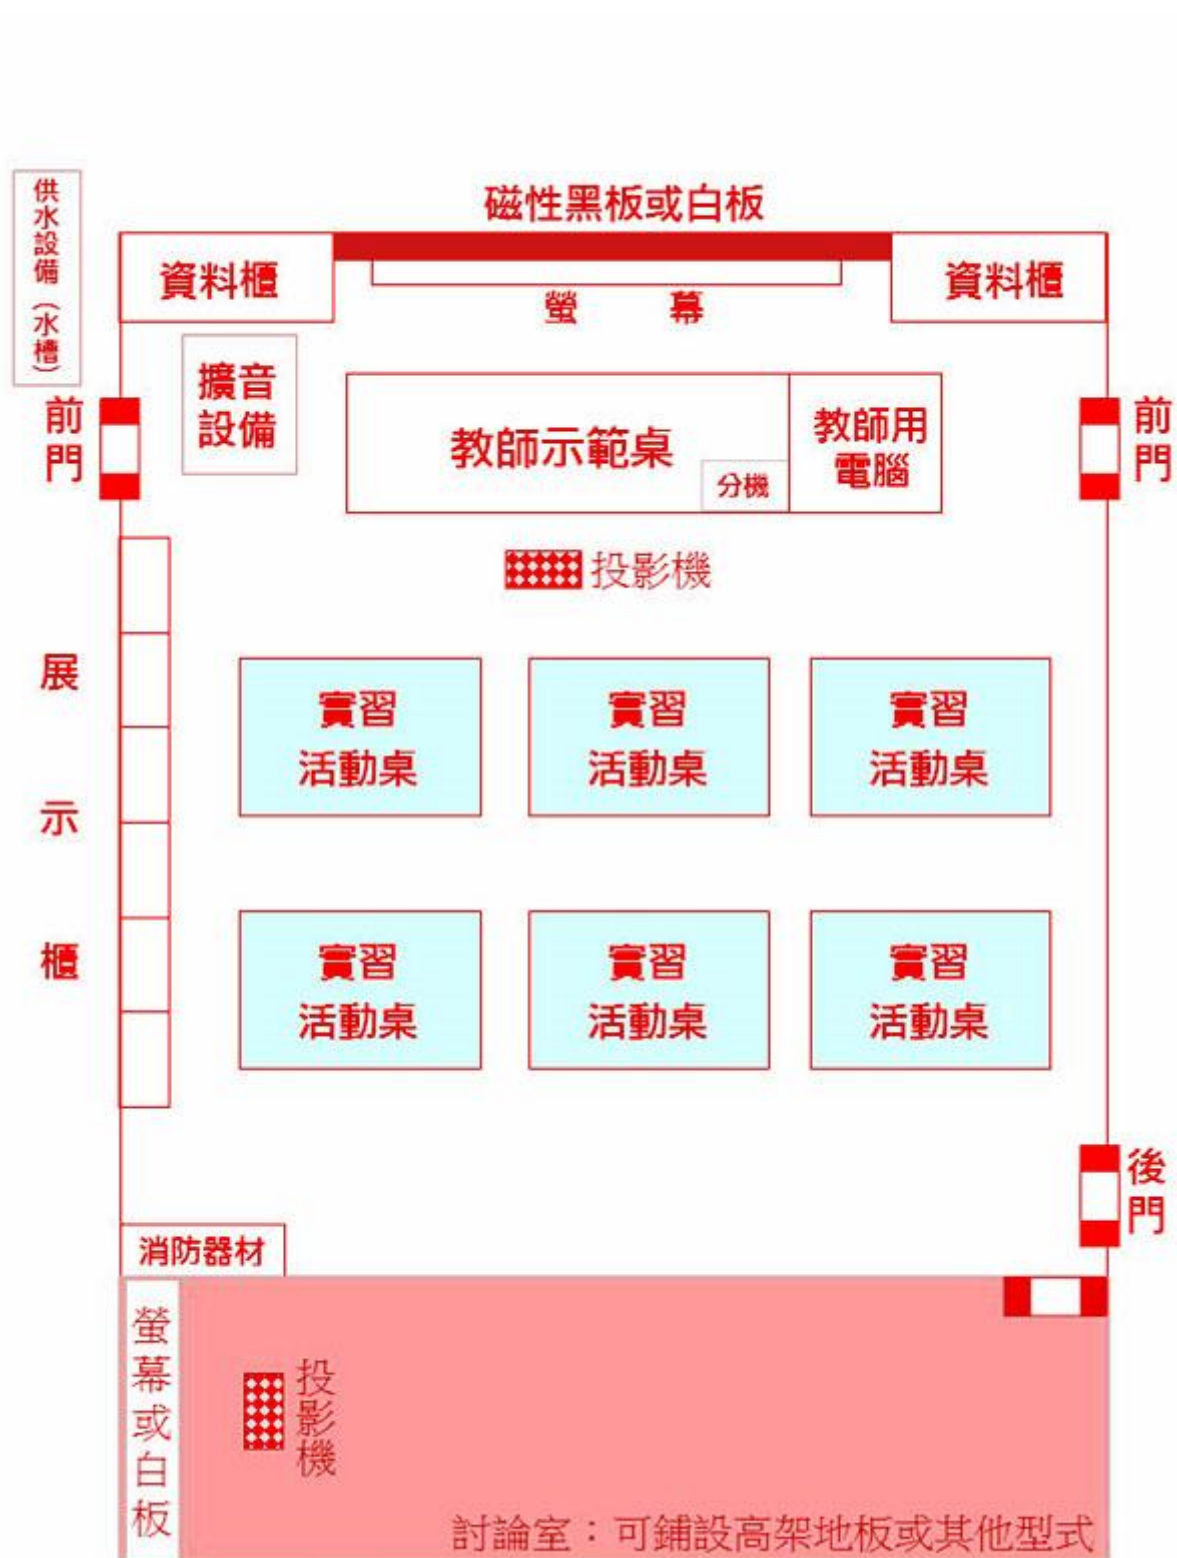 供水設備（水槽）
磁性黑板或白板
資料櫃
資料櫃
螢幕
擴音
設備
前門
教師示範桌
分機
教師用
電腦
前門
投影機
展示櫃
實習
活動桌
實習
活動桌
實習
活動桌
實習
活動桌
實習
活動桌
實習
活動桌
後門
消防器材
螢幕或白板
投影機
討論室：可鋪設高架地板或其他型式